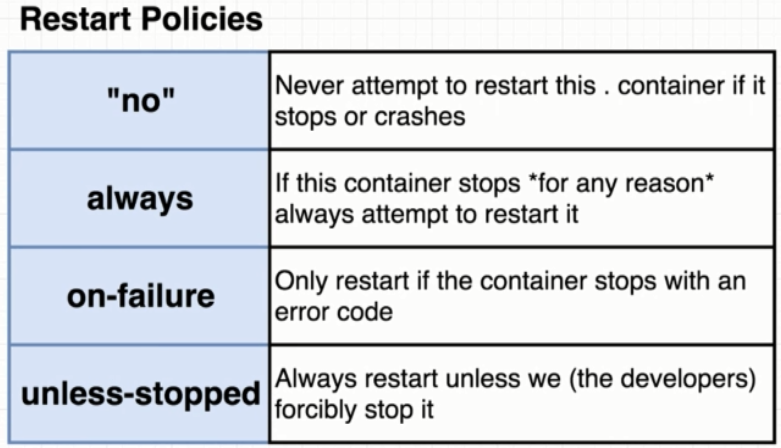 Restart Policies
"no"
Never attempt to restart this . container if it
stops or crashes
always
If this container stops *for any reason*
always attempt to restart it
on-failure
Only restart if the container stops with an
error code
unless-stopped
Always restart unless we (the developers)
forcibly stop it